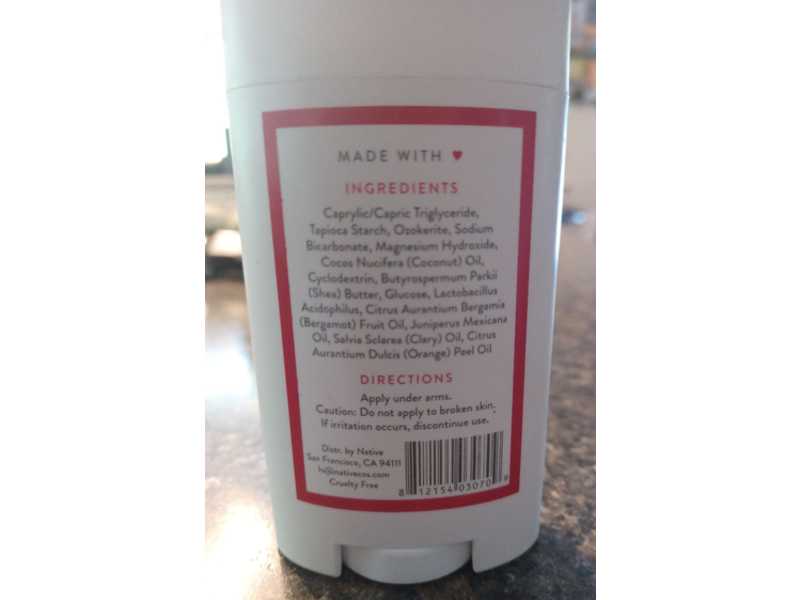 MADE WITH ♥
INGREDIENTS
Caprylic/Capric Triglyceride,
Tapioca Starch, Ozokerite, Sodium
Bicarbonate, Magnesium Hydroxide,
Cocos Nucifera (Coconut) Oil,
Cyclodextrin, Butyrospermum Parkii
(Shea) Butter, Glucose, Lactobacillus
Acidophilus, Citrus Aurantium Bergamia
(Bergamot) Fruit Oil, Juniperus Mexicana
Oil, Salvia Sclarea (Clary) Oil, Citrus
Aurantium Dulcis (Orange) Peel Oil
DIRECTIONS
Apply under arms.
Caution: Do not apply to broken skin.
If irritation occurs, discontinue use.
Distr. by Native
San Francisco, CA 94111
hi@nativecos.com
Cruelty Free
8 12154 03070 9